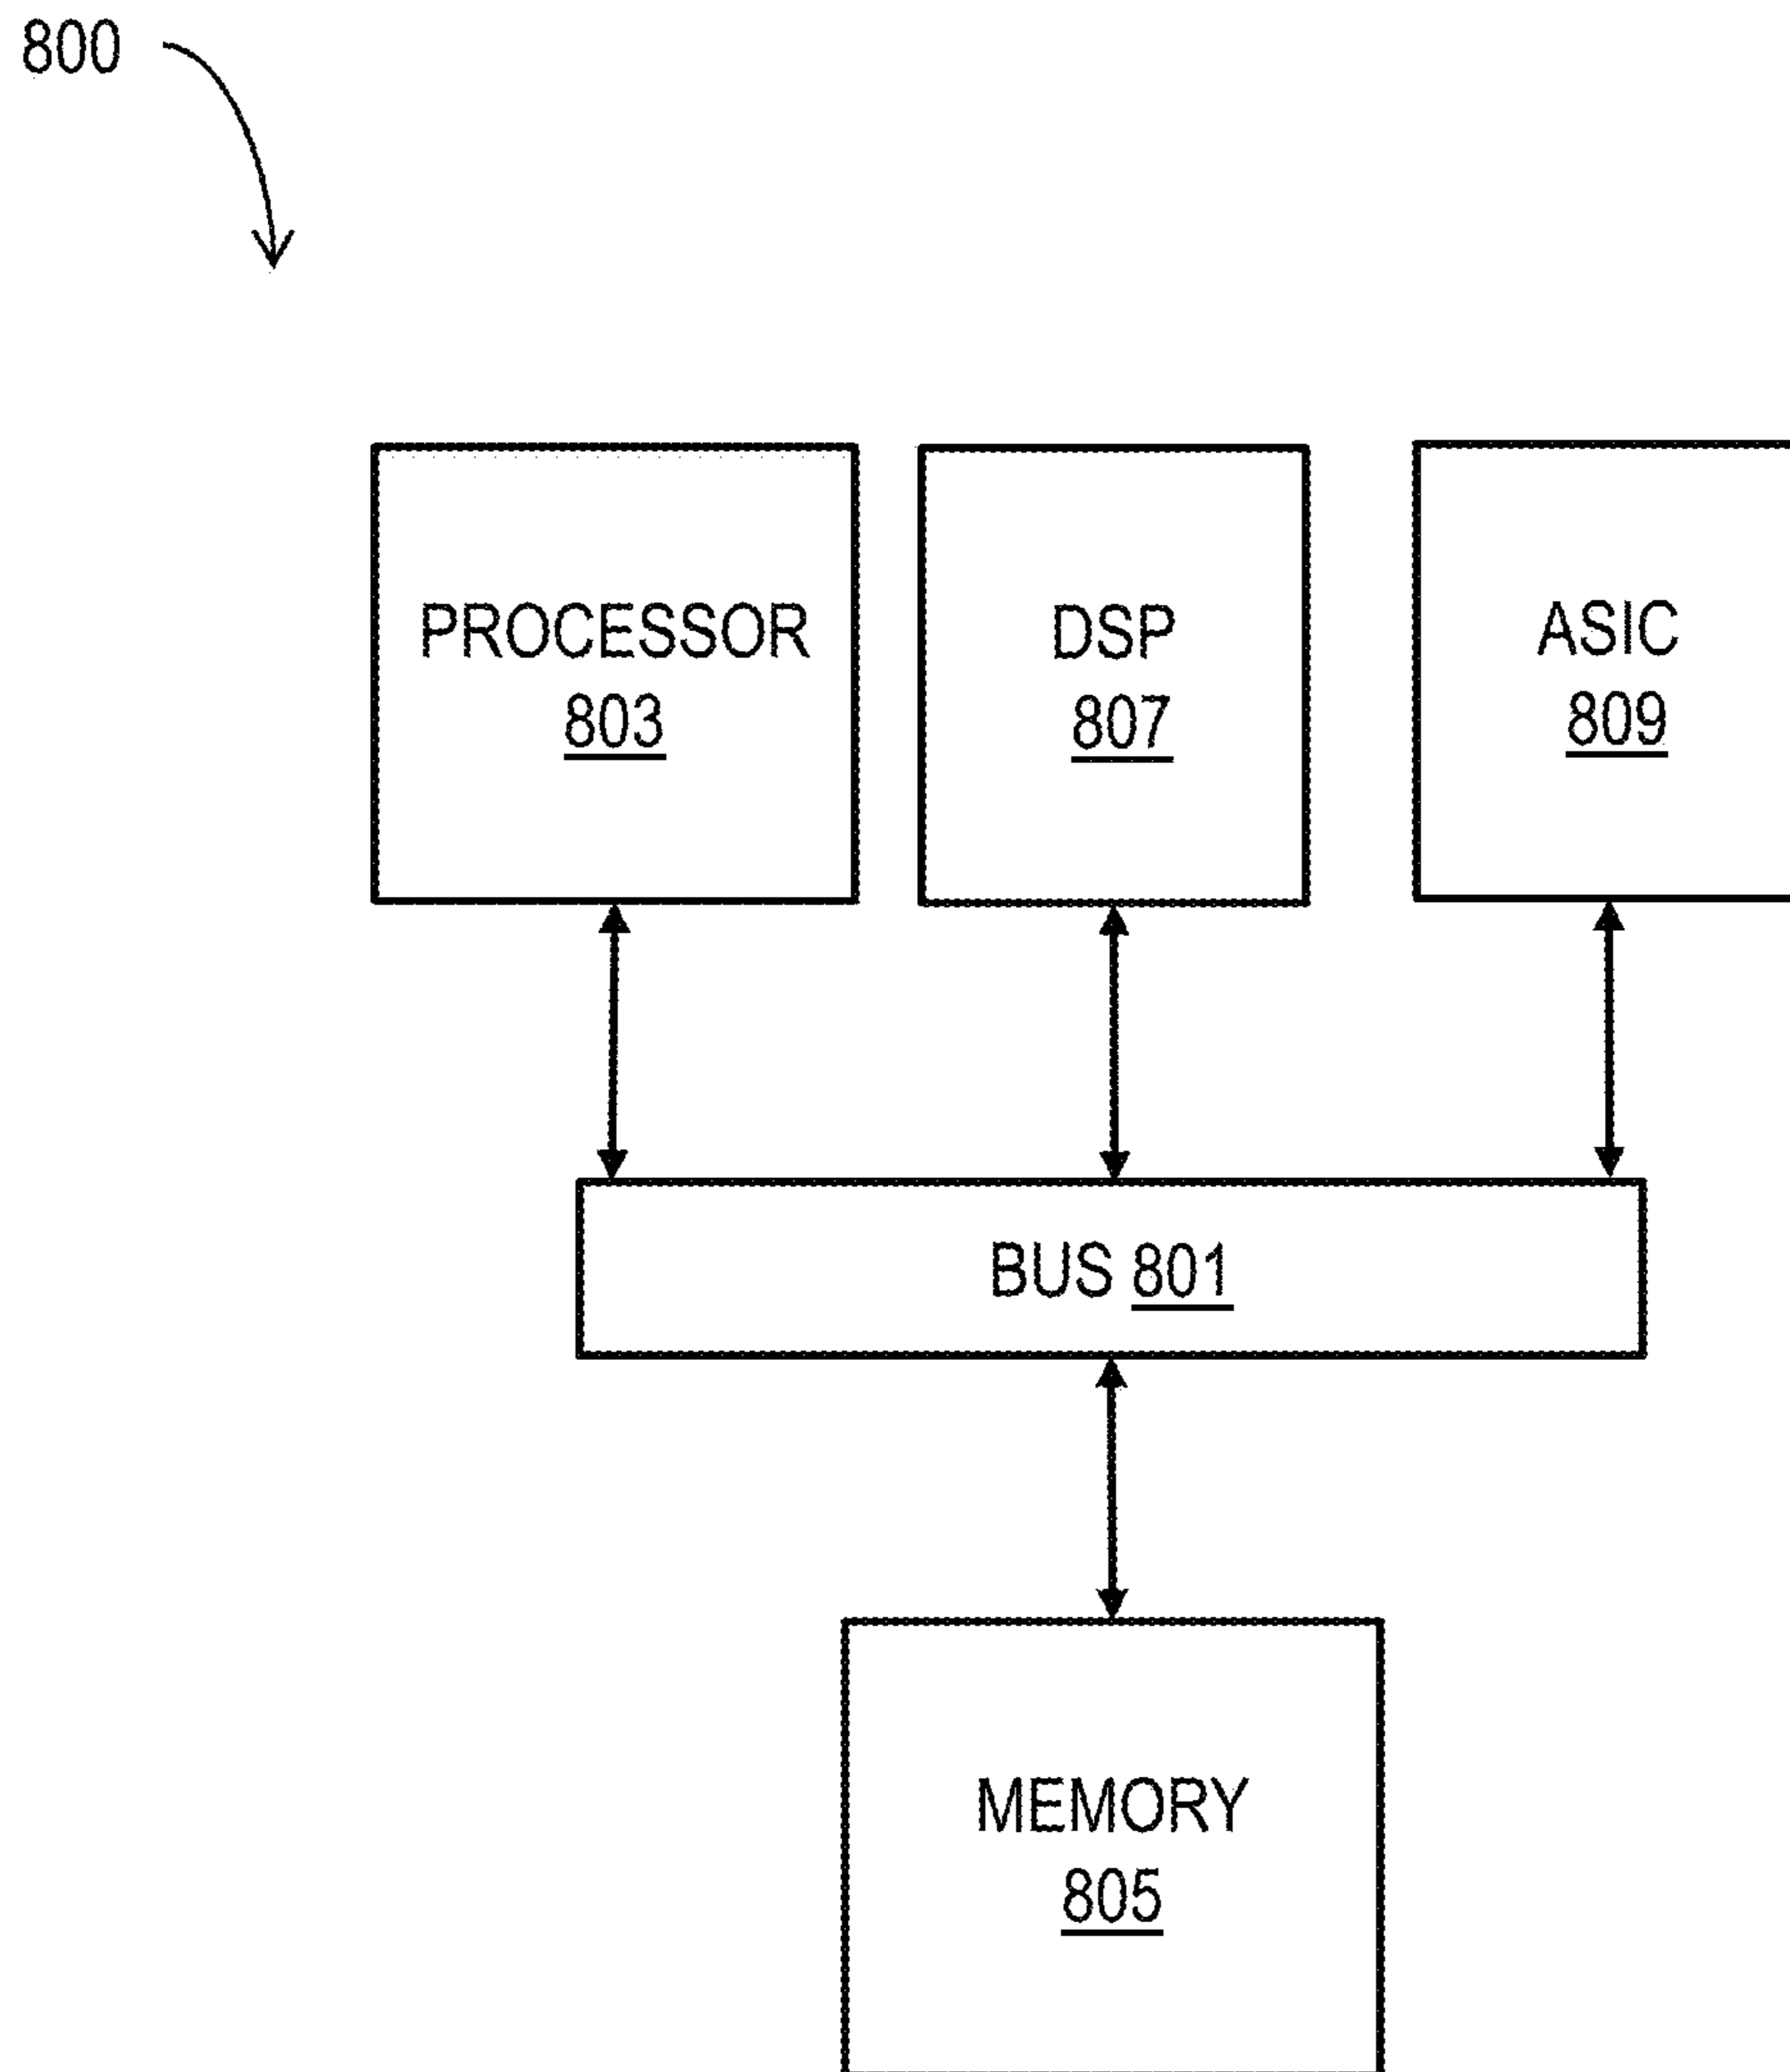 800
PROCESSOR
803
DSP
807
ASIC
809
BUS 801
MEMORY
805